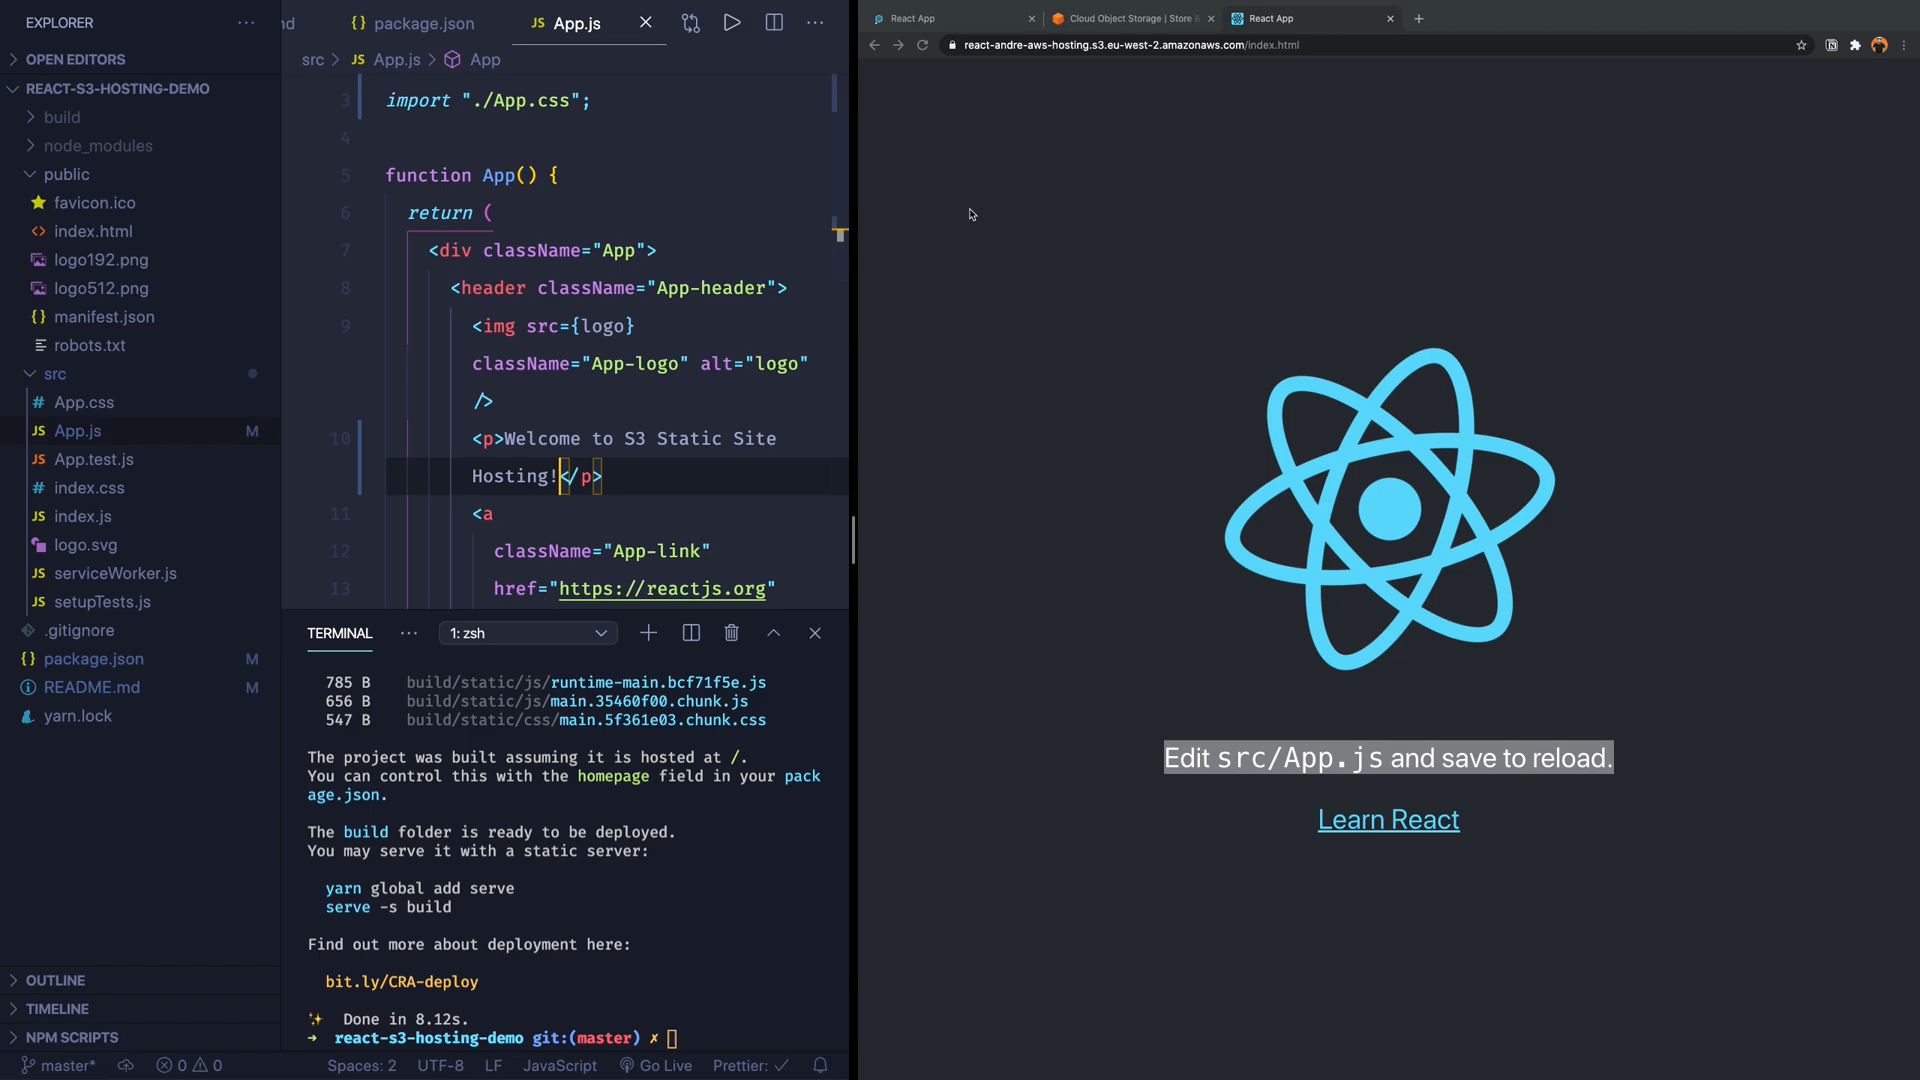 EXPLORER
OPEN EDITORS
REACT-S3-HOSTING-DEMO
build
node_modules
public
favicon.ico
<> index.html
logo192.png
logo512.png
{} manifest.json
robots.txt
src
# App.css
JS App.js M
JS App.test.js
# index.css
JS index.js
logo.svg
JS serviceWorker.js
JS setupTests.js
.gitignore
{} package.json M
README.md M
yarn.lock
OUTLINE
TIMELINE
NPM SCRIPTS
nd
{} package.json
JS App.js
src > JS App.js > App
3 import "./App.css";
4
5 function App() {
6 return (
7 <div className="App">
8 <header className="App-header">
9 <img src={logo}
className="App-logo" alt="logo"
/>
10 <p>Welcome to S3 Static Site
Hosting!</p>
11 <a
12 className="App-link"
13 href="https://reactjs.org"
TERMINAL
1: zsh
785 B build/static/js/runtime-main.bcf71f5e.js
656 B build/static/js/main.35460f00.chunk.js
547 B build/static/css/main.5f361e03.chunk.css
The project was built assuming it is hosted at /.
You can control this with the homepage field in your pack
age.json.
The build folder is ready to be deployed.
You may serve it with a static server:
yarn global add serve
serve -s build
Find out more about deployment here:
bit.ly/CRA-deploy
✨ Done in 8.12s.
→ react-s3-hosting-demo git:(master) ✗
master* 0 0 Spaces: 2 UTF-8 LF JavaScript Go Live Prettier: ✓
React App
Cloud Object Storage | Store &
React App
react-andre-aws-hosting.s3.eu-west-2.amazonaws.com/index.html
Edit src/App.js and save to reload.
Learn React